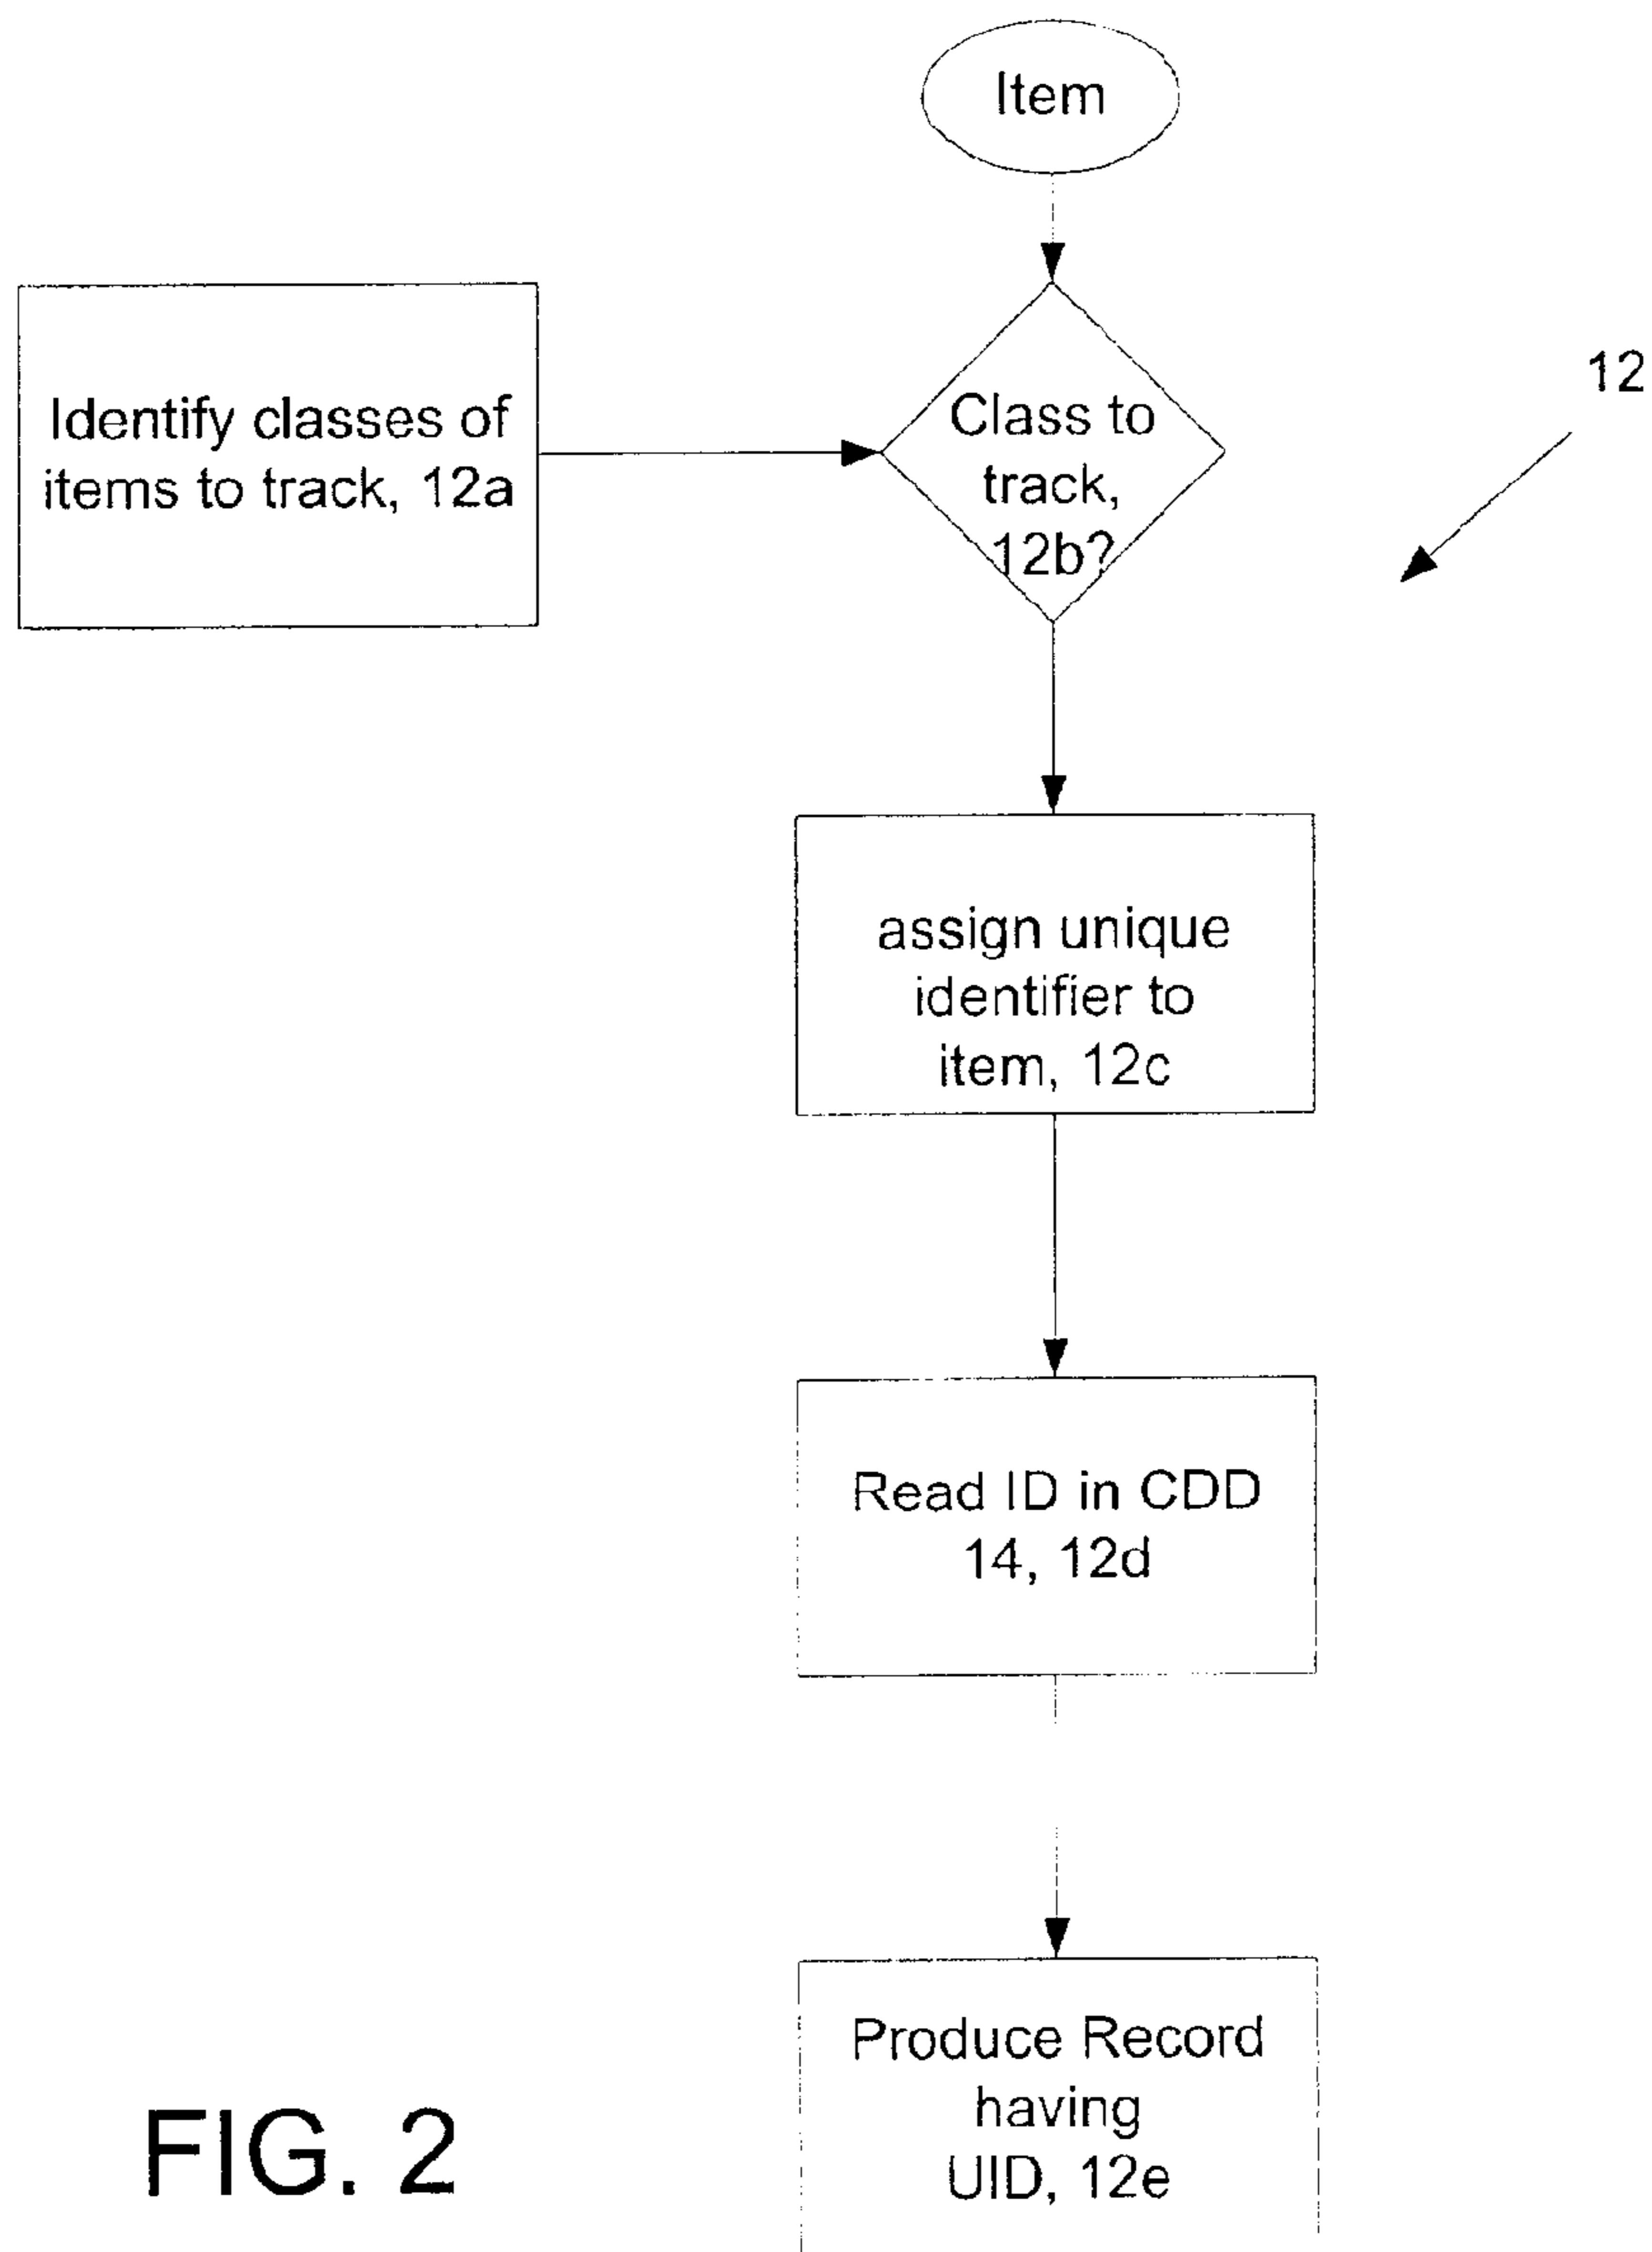 Item
12
Identify classes of
items to track, 12a
Class to
track,
12b?
assign unique
identifier to
item, 12c
Read ID in CDD
14, 12d
Produce Record
having
UID, 12e
FIG. 2